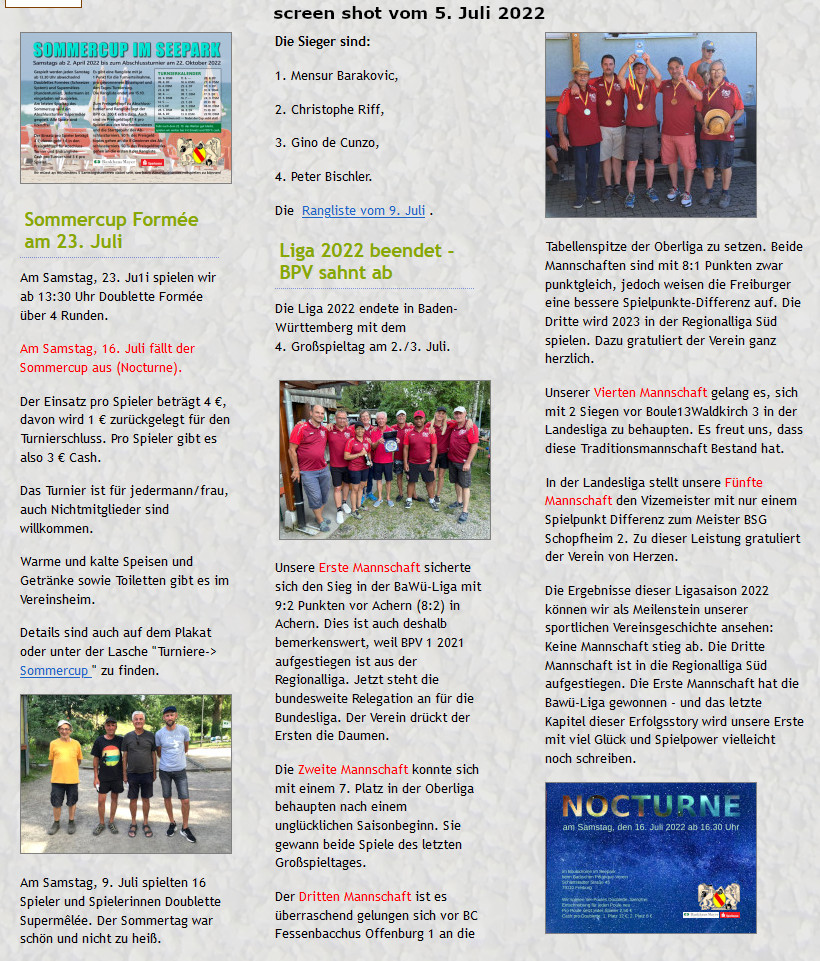 screen shot vom 5. Juli 2022
SOMMERCUP IM SEEPARK
Samstags ab 2. April 2022 bis zum Abschlussturnier am 22. Oktober 2022
TURNIERKALENDER
Sommercup Formée
am 23. Juli
Am Samstag, 23. Ju1i spielen wir
ab 13:30 Uhr Doublette Formée
über 4 Runden.
Am Samstag, 16. Juli fällt der
Sommercup aus (Nocturne).
Der Einsatz pro Spieler beträgt 4 €,
davon wird 1 € zurückgelegt für den
Turnierschluss. Pro Spieler gibt es
also 3 € Cash.
Das Turnier ist für jedermann/frau,
auch Nichtmitglieder sind
willkommen.
Warme und kalte Speisen und
Getränke sowie Toiletten gibt es im
Vereinsheim.
Details sind auch auf dem Plakat
oder unter der Lasche "Turniere->
Sommercup " zu finden.
Am Samstag, 9. Juli spielten 16
Spieler und Spielerinnen Doublette
Supermêlée. Der Sommertag war
schön und nicht zu heiß.
Die Sieger sind:
1. Mensur Barakovic,
2. Christophe Riff,
3. Gino de Cunzo,
4. Peter Bischler.
Die Rangliste vom 9. Juli .
Liga 2022 beendet -
BPV sahnt ab
Die Liga 2022 endete in Baden-
Württemberg mit dem
4. Großspieltag am 2./3. Juli.
Unsere Erste Mannschaft sicherte
sich den Sieg in der BaWü-Liga mit
9:2 Punkten vor Achern (8:2) in
Achern. Dies ist auch deshalb
bemerkenswert, weil BPV 1 2021
aufgestiegen ist aus der
Regionalliga. Jetzt steht die
bundesweite Relegation an für die
Bundesliga. Der Verein drückt der
Ersten die Daumen.
Die Zweite Mannschaft konnte sich
mit einem 7. Platz in der Oberliga
behaupten nach einem
unglücklichen Saisonbeginn. Sie
gewann beide Spiele des letzten
Großspieltages.
Der Dritten Mannschaft ist es
überraschend gelungen sich vor BC
Fessenbacchus Offenburg 1 an die
Tabellenspitze der Oberliga zu setzen. Beide
Mannschaften sind mit 8:1 Punkten zwar
punktgleich, jedoch weisen die Freiburger
eine bessere Spielpunkte-Differenz auf. Die
Dritte wird 2023 in der Regionalliga Süd
spielen. Dazu gratuliert der Verein ganz
herzlich.
Unserer Vierten Mannschaft gelang es, sich
mit 2 Siegen vor Boule13Waldkirch 3 in der
Landesliga zu behaupten. Es freut uns, dass
diese Traditionsmannschaft Bestand hat.
In der Landesliga stellt unsere Fünfte
Mannschaft den Vizemeister mit nur einem
Spielpunkt Differenz zum Meister BSG
Schopfheim 2. Zu dieser Leistung gratuliert
der Verein von Herzen.
Die Ergebnisse dieser Ligasaison 2022
können wir als Meilenstein unserer
sportlichen Vereinsgeschichte ansehen:
Keine Mannschaft stieg ab. Die Dritte
Mannschaft ist in die Regionalliga Süd
aufgestiegen. Die Erste Mannschaft hat die
Bawü-Liga gewonnen - und das letzte
Kapitel dieser Erfolgsstory wird unsere Erste
mit viel Glück und Spielpower vielleicht
noch schreiben.
NOCTURNE
am Samstag, den 16. Juli 2022 ab 16.30 Uhr